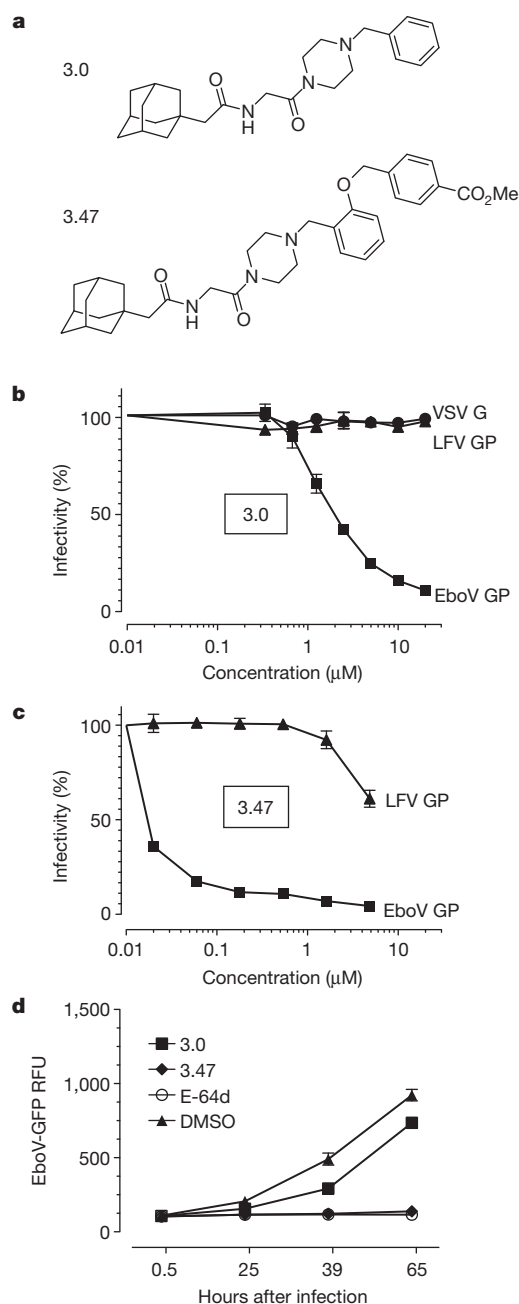 a
3.0
N
N
O
N
H
O
3.47
O
CO₂Me
N
N
O
N
H
O
b
100
50
0
Infectivity (%)
VSV G
LFV GP
3.0
EboV GP
0.01
0.1
1
10
Concentration (μM)
c
100
50
0
Infectivity (%)
3.47
LFV GP
EboV GP
0.01
0.1
1
10
Concentration (μM)
d
1,500
1,000
500
0
EboV-GFP RFU
3.0
3.47
E-64d
DMSO
0.5
25
39
65
Hours after infection